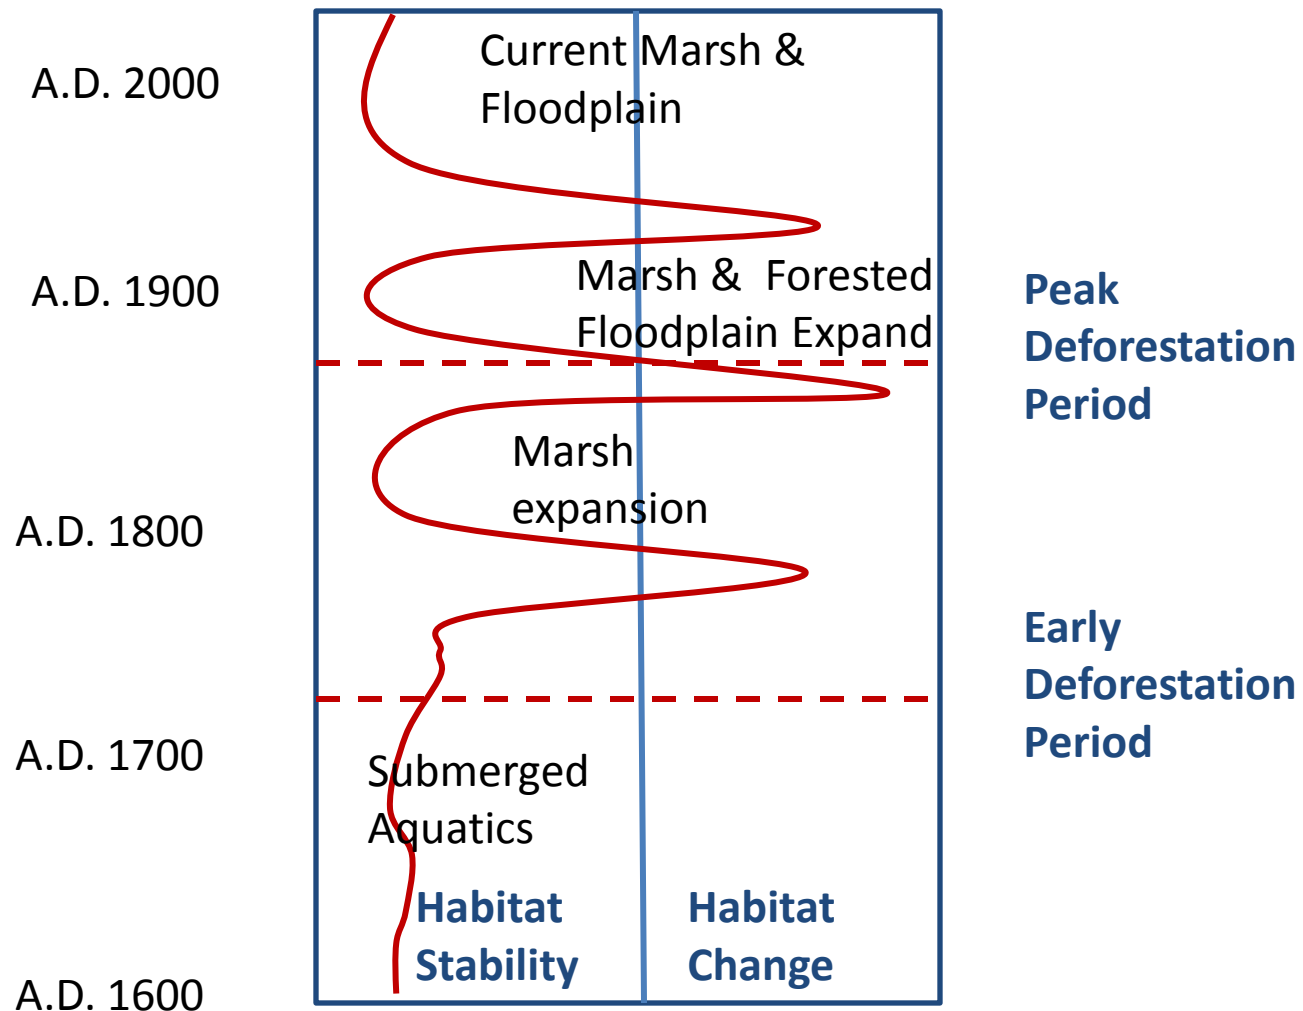 A.D. 2000
Current Marsh &
Floodplain
A.D. 1900
Marsh &  Forested
Floodplain Expand
Peak
Deforestation
Period
Marsh
expansion
A.D. 1800
Early
Deforestation
Period
A.D. 1700
Submerged
Aquatics
Habitat
Stability
Habitat
Change
A.D. 1600